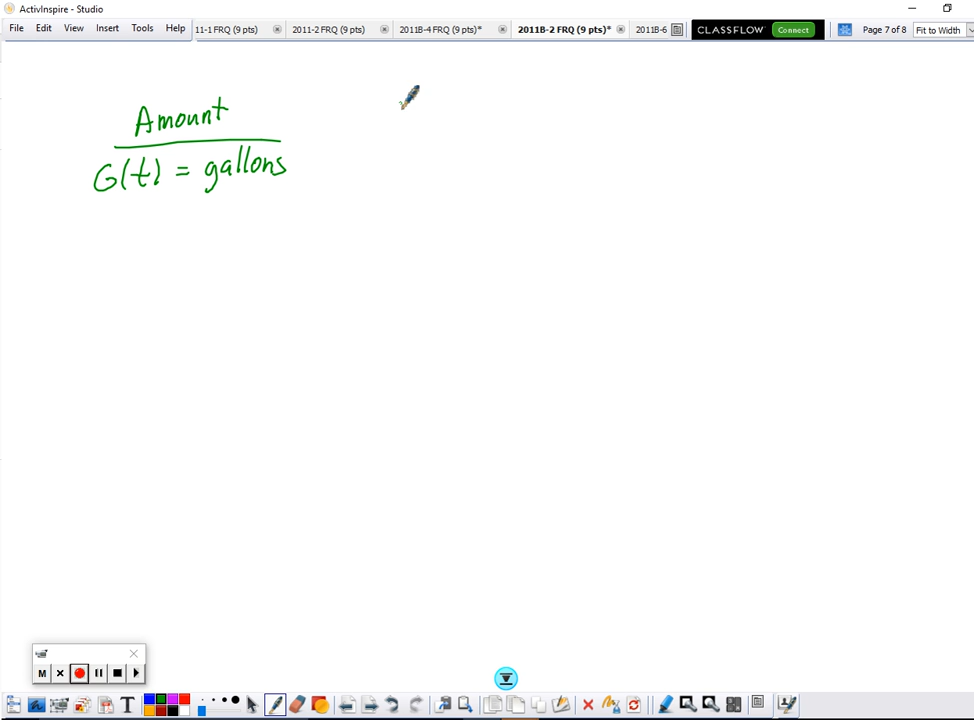 ActivInspire - Studio
File Edit View Insert Tools Help
11-1 FRQ (9 pts) 2011-2 FRQ (9 pts) 2011B-4 FRQ (9 pts)* 2011B-2 FRQ (9 pts)* 2011B-6
CLASSFLOW Connect
Page 7 of 8 Fit to Width
Amount
G(t) = gallons
M
T